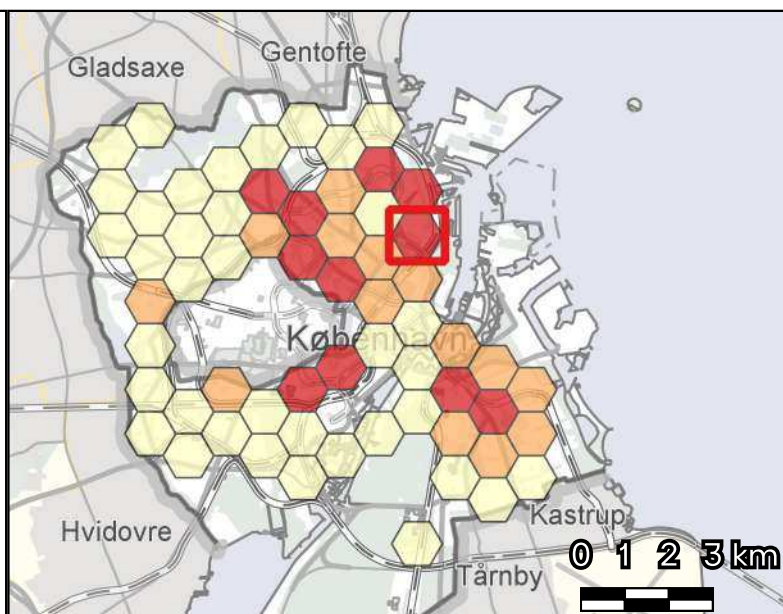 Gentofte
Gladsaxe
København
Hvidovre
Kastrup
Tårnby
0 1 2 3 km